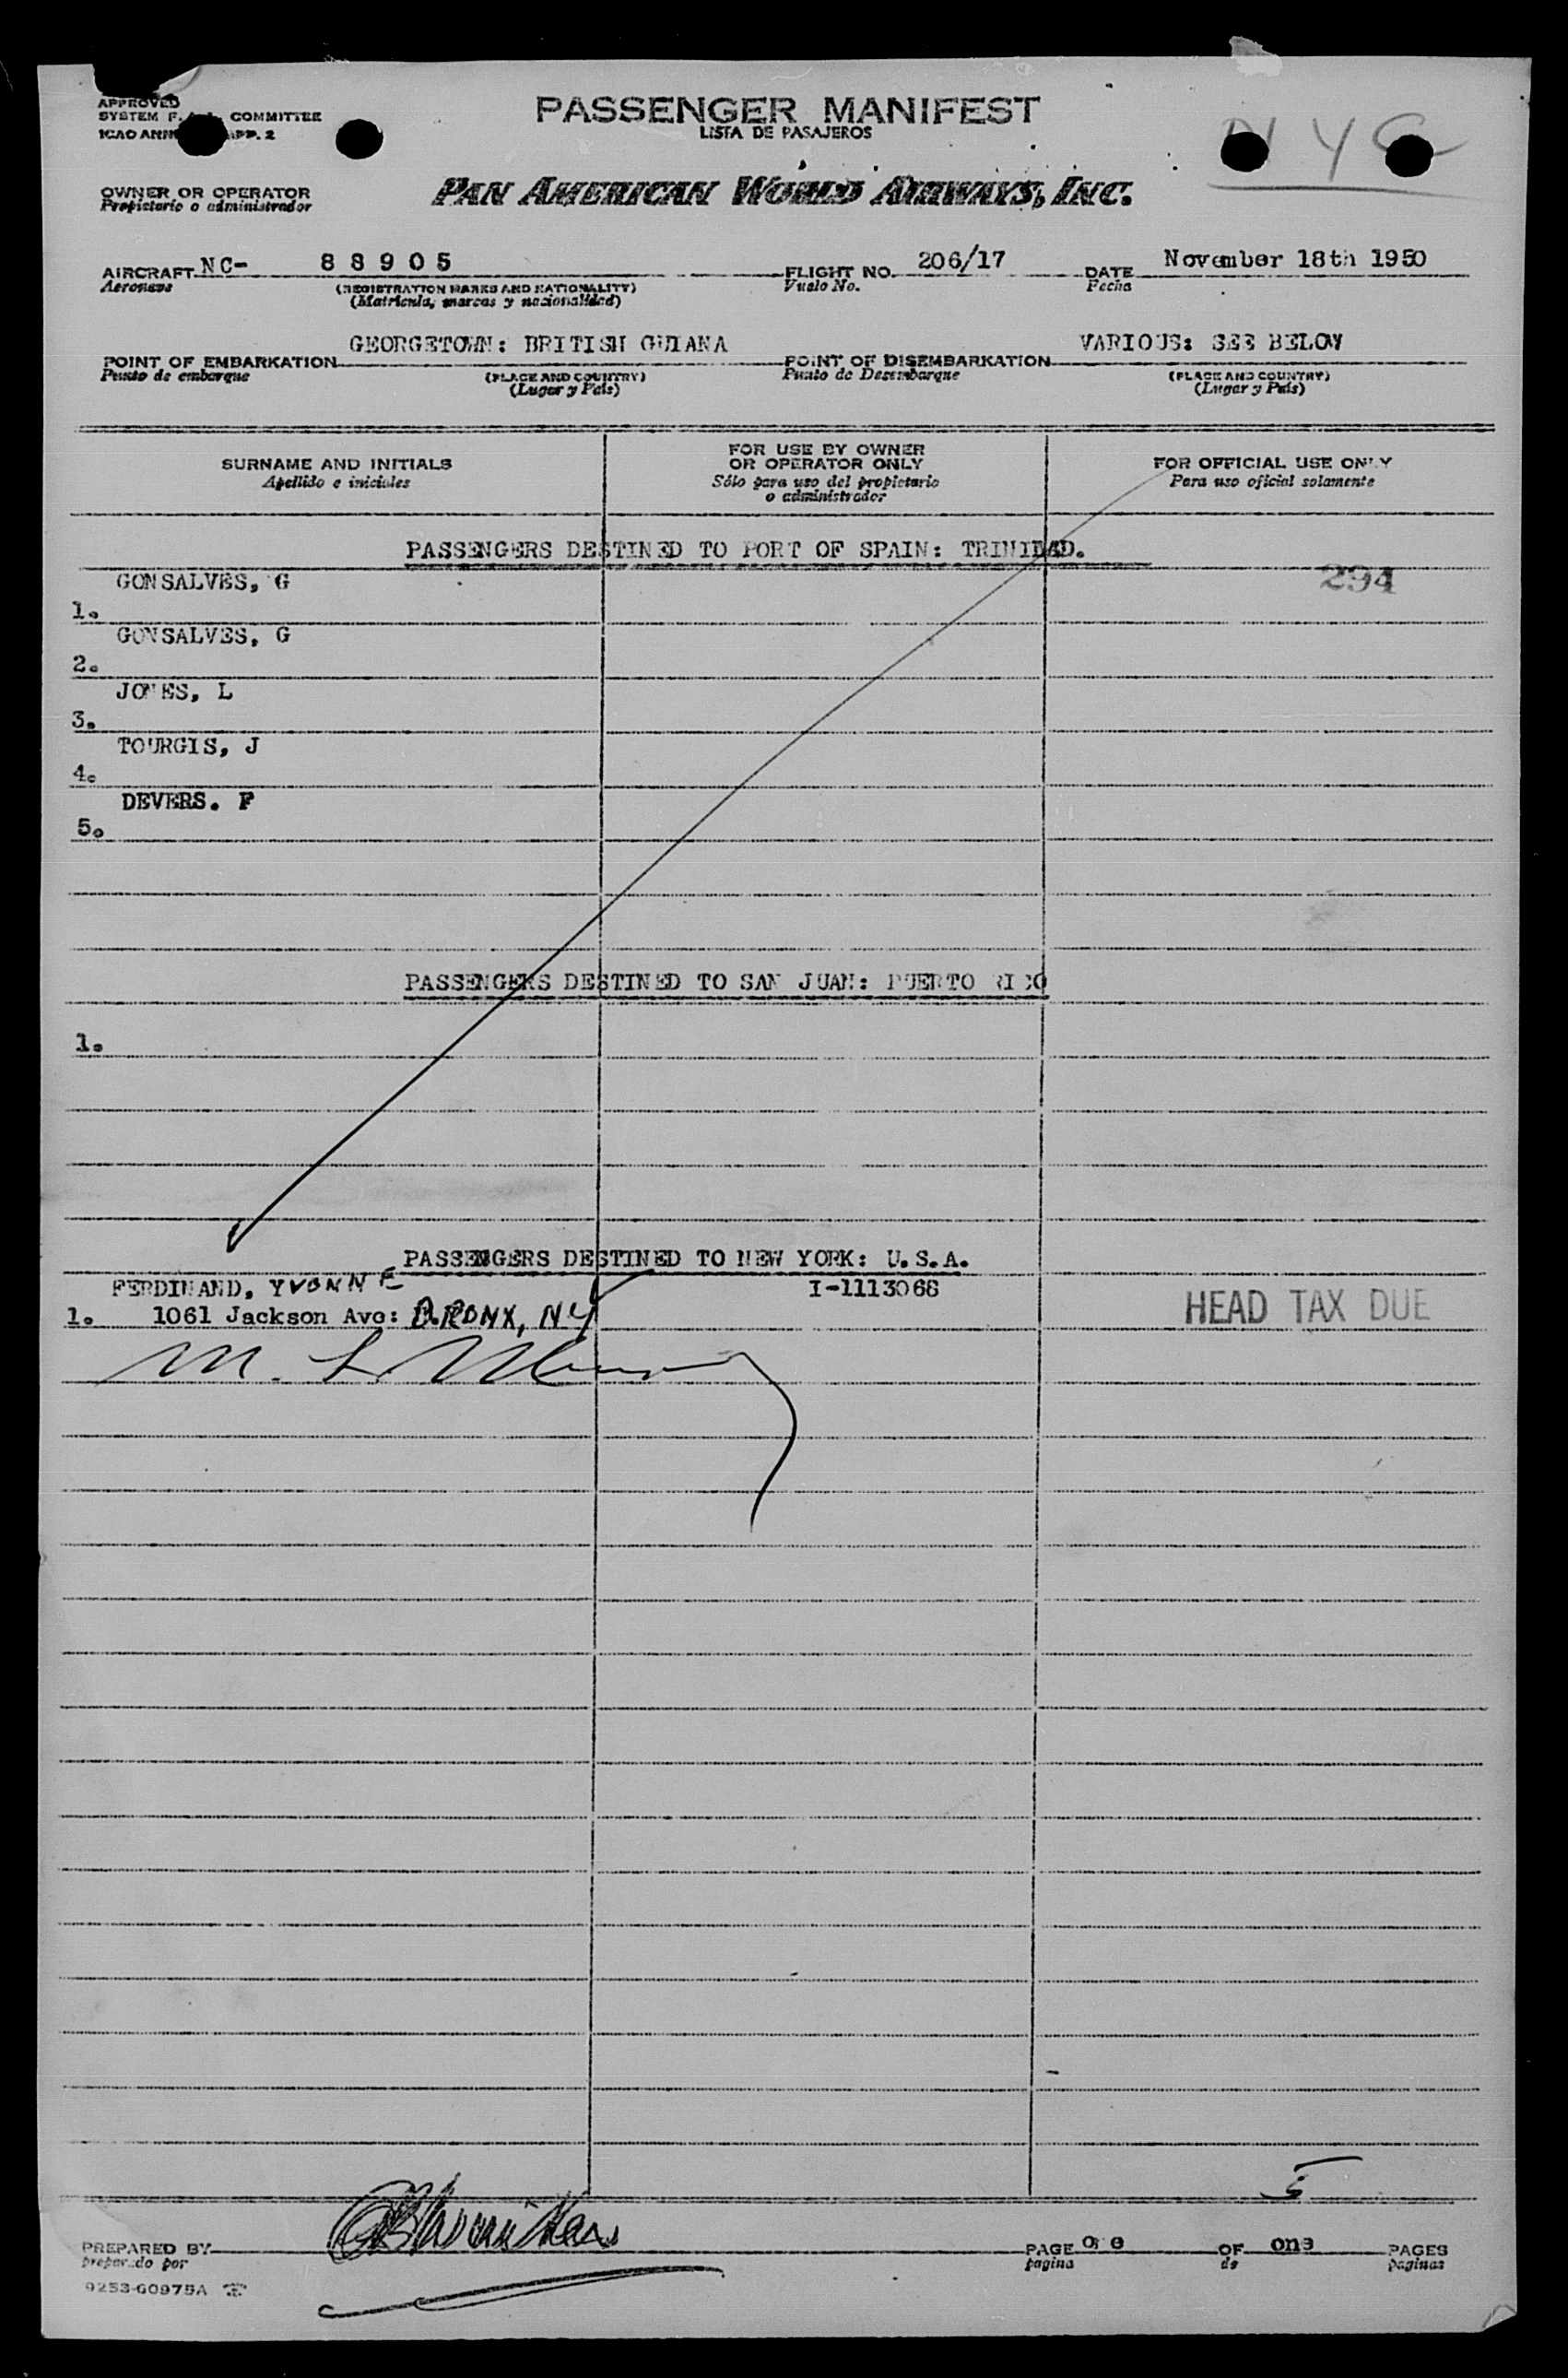 APPROVED
SYSTEM F. COMMITTEE
ICAO ANN APP. 2
PASSENGER MANIFEST
LISTA DE PASAJEROS
NYC
OWNER OR OPERATOR
Propietario o administrador
PAN AMERICAN WORLD AIRWAYS, INC.
AIRCRAFT NC- 88905 FLIGHT NO. 206/17 DATE November 18th 1950
Aeronave (REGISTRATION MARKS AND NATIONALITY) Vuelo No. Fecha
(Matrícula, marcas y nacionalidad)
POINT OF EMBARKATION GEORGETOWN: BRITISH GUIANA POINT OF DISEMBARKATION VARIOUS: SEE BELOW
Punto de embarque (PLACE AND COUNTRY) Punto de Desembarque (PLACE AND COUNTRY)
(Lugar y País) (Lugar y País)
SURNAME AND INITIALS FOR USE BY OWNER OR OPERATOR ONLY FOR OFFICIAL USE ONLY
Apellido e iniciales Sólo para uso del propietario o administrador Para uso oficial solamente
PASSENGERS DESTINED TO PORT OF SPAIN: TRINIDAD.
294
1. GONSALVES, G
2. GONSALVES, G
3. JONES, L
4. TOURGIS, J
5. DEVERS. F
PASSENGERS DESTINED TO SAN JUAN: PUERTO RICO
1.
PASSENGERS DESTINED TO NEW YORK: U.S.A.
FERDINAND, YVONNE I-1113068
1. 1061 Jackson Ave: BRONX, NY HEAD TAX DUE
5
PREPARED BY PAGE one OF one PAGES
preparado por pagina de paginas
9253-60975A